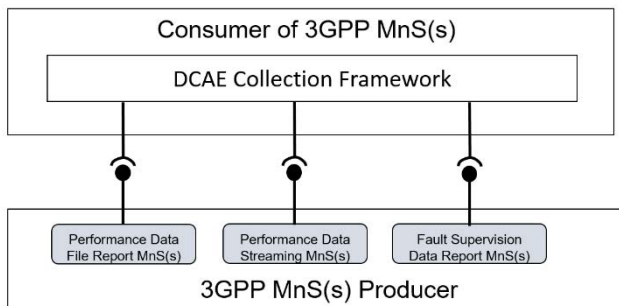 Consumer of 3GPP MnS(s)
DCAE Collection Framework
Performance Data
File Report MnS(s)
Performance Data
Streaming MnS(s)
Fault Supervision
Data Report MnS(s)
3GPP MnS(s) Producer